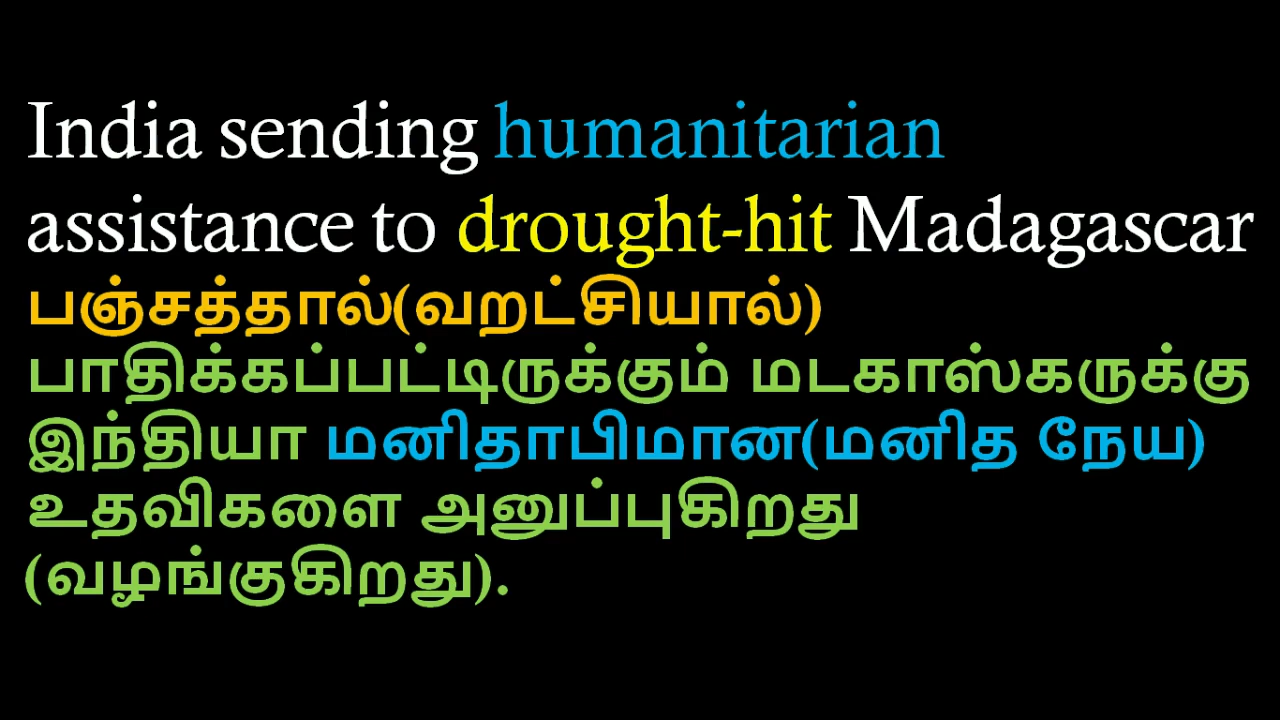 India sending humanitarian
assistance to drought-hit Madagascar
பஞ்சத்தால்(வறட்சியால்)
பாதிக்கப்பட்டிருக்கும் மடகாஸ்கருக்கு
இந்தியா மனிதாபிமான(மனித நேய)
உதவிகளை அனுப்புகிறது
(வழங்குகிறது).